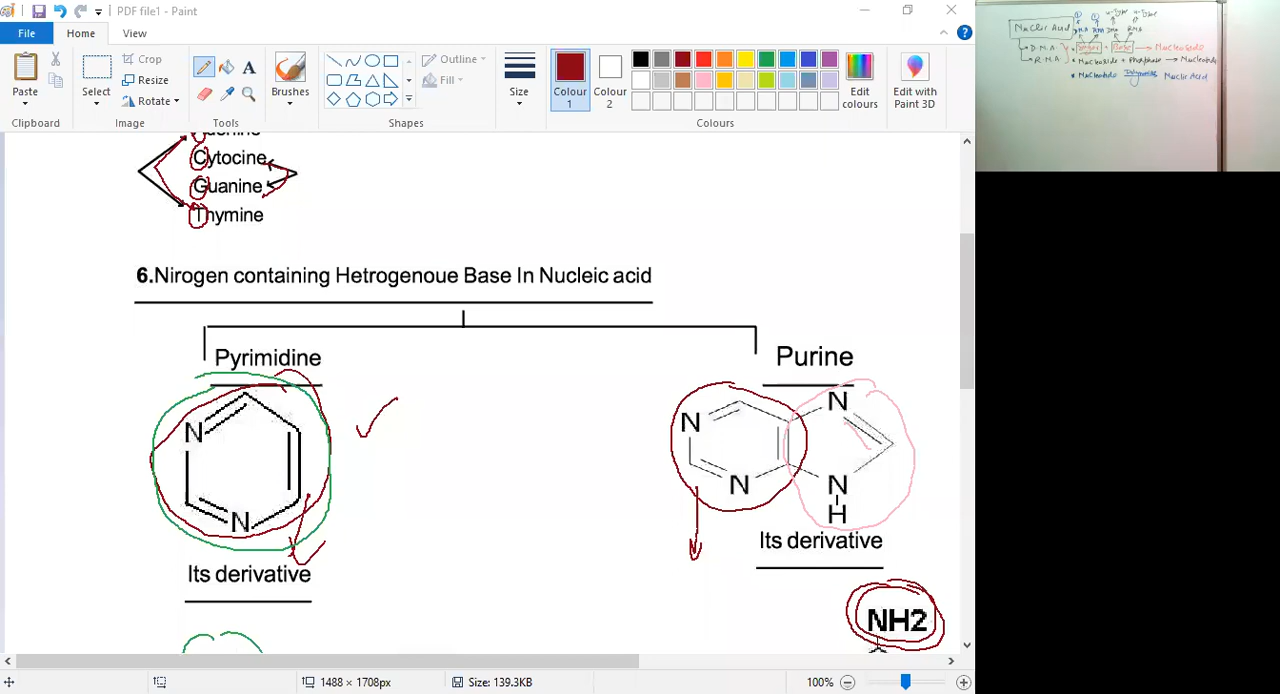 PDF file1 - Paint
File
Home
View
Paste
Crop
Resize
Rotate
Select
Brushes
Outline
Fill
Size
Colour 1
Colour 2
Edit colours
Edit with Paint 3D
Clipboard
Image
Tools
Shapes
Colours
Cytocine
Guanine
Thymine
6.Nirogen containing Hetrogenoue Base In Nucleic acid
Pyrimidine
Purine
N
N
N
N
N
N
H
Its derivative
Its derivative
NH2
1488 × 1708px
Size: 139.3KB
100%
Nuclic Acid
D.N.A
R.N.A